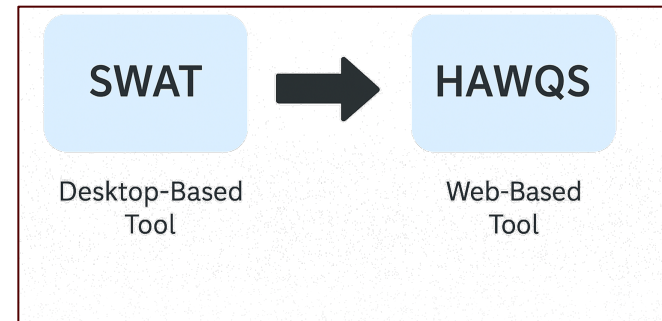 SWAT
HAWQS
Desktop-Based
Tool
Web-Based
Tool